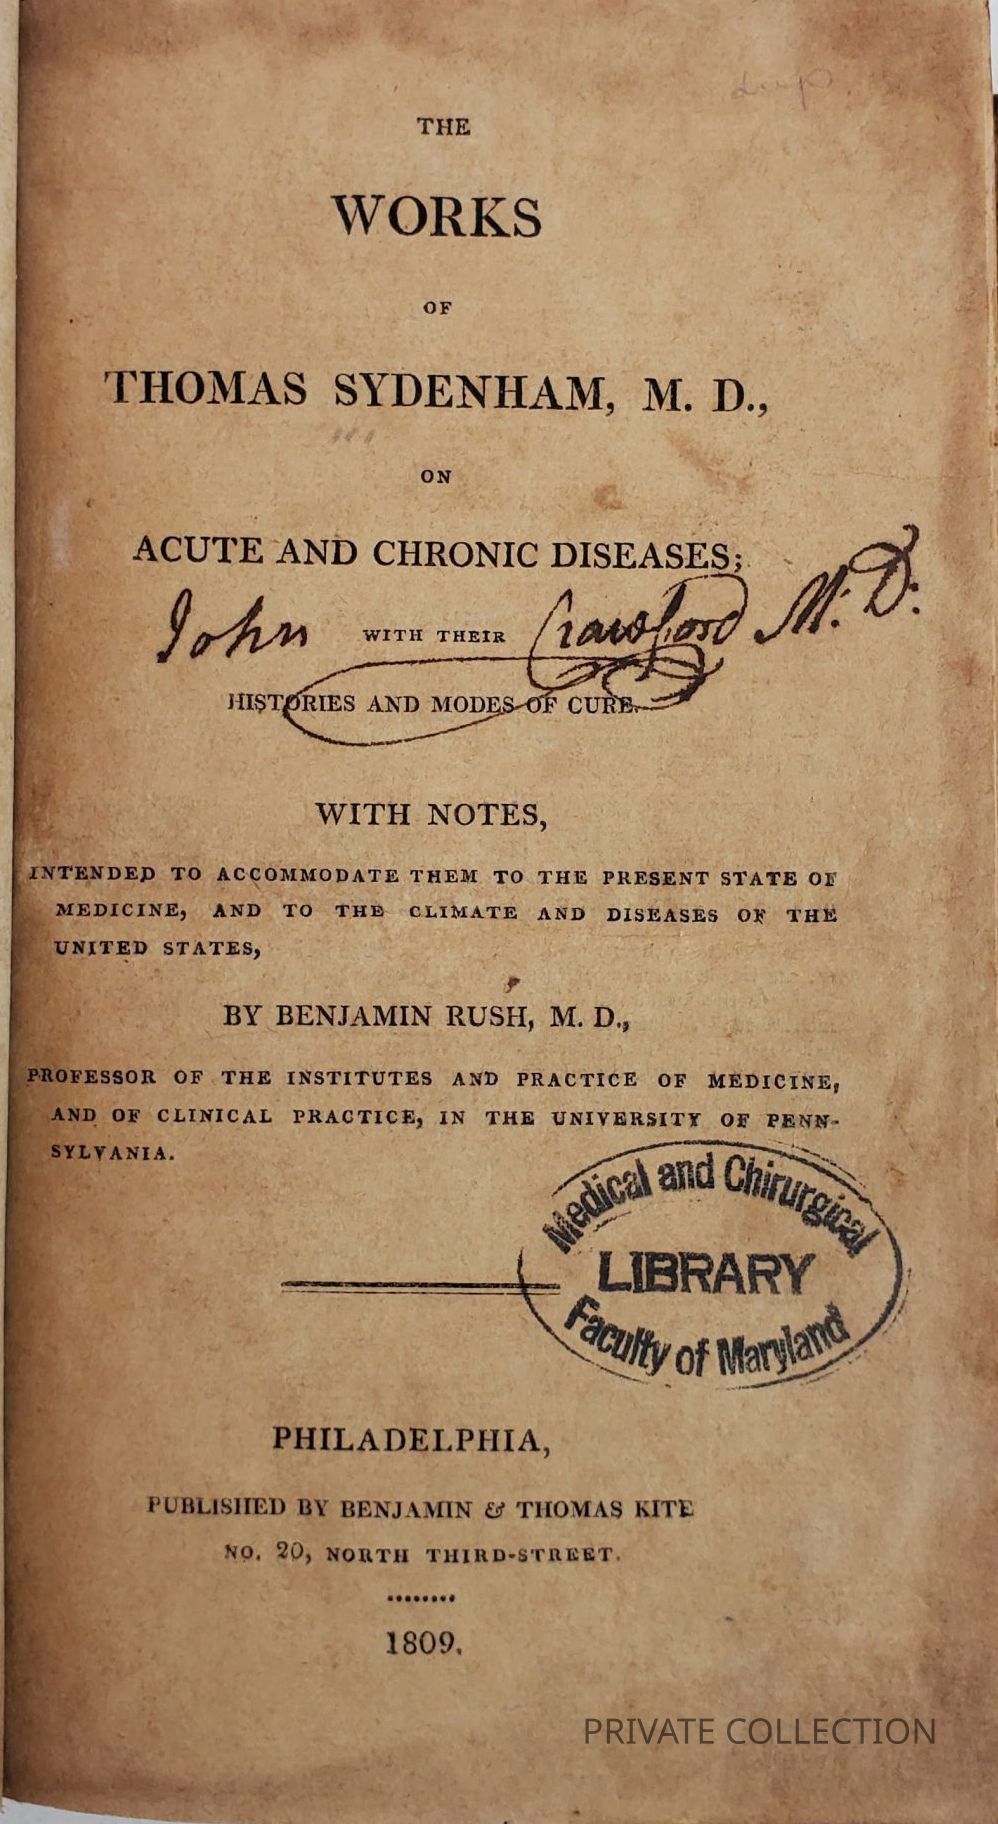 THE
WORKS
OF
THOMAS SYDENHAM, M. D.,
ON
ACUTE AND CHRONIC DISEASES;
John Crawford M. D:
WITH THEIR
HISTORIES AND MODES OF CURE.
WITH NOTES,
INTENDED TO ACCOMMODATE THEM TO THE PRESENT STATE OF
MEDICINE, AND TO THE CLIMATE AND DISEASES OF THE
UNITED STATES,
BY BENJAMIN RUSH, M. D.,
PROFESSOR OF THE INSTITUTES AND PRACTICE OF MEDICINE,
AND OF CLINICAL PRACTICE, IN THE UNIVERSITY OF PENN-
SYLVANIA.
Medical and Chirurgical
LIBRARY
Faculty of Maryland
PHILADELPHIA,
PUBLISHED BY BENJAMIN & THOMAS KITE
NO. 20, NORTH THIRD-STREET.
1809.
PRIVATE COLLECTION